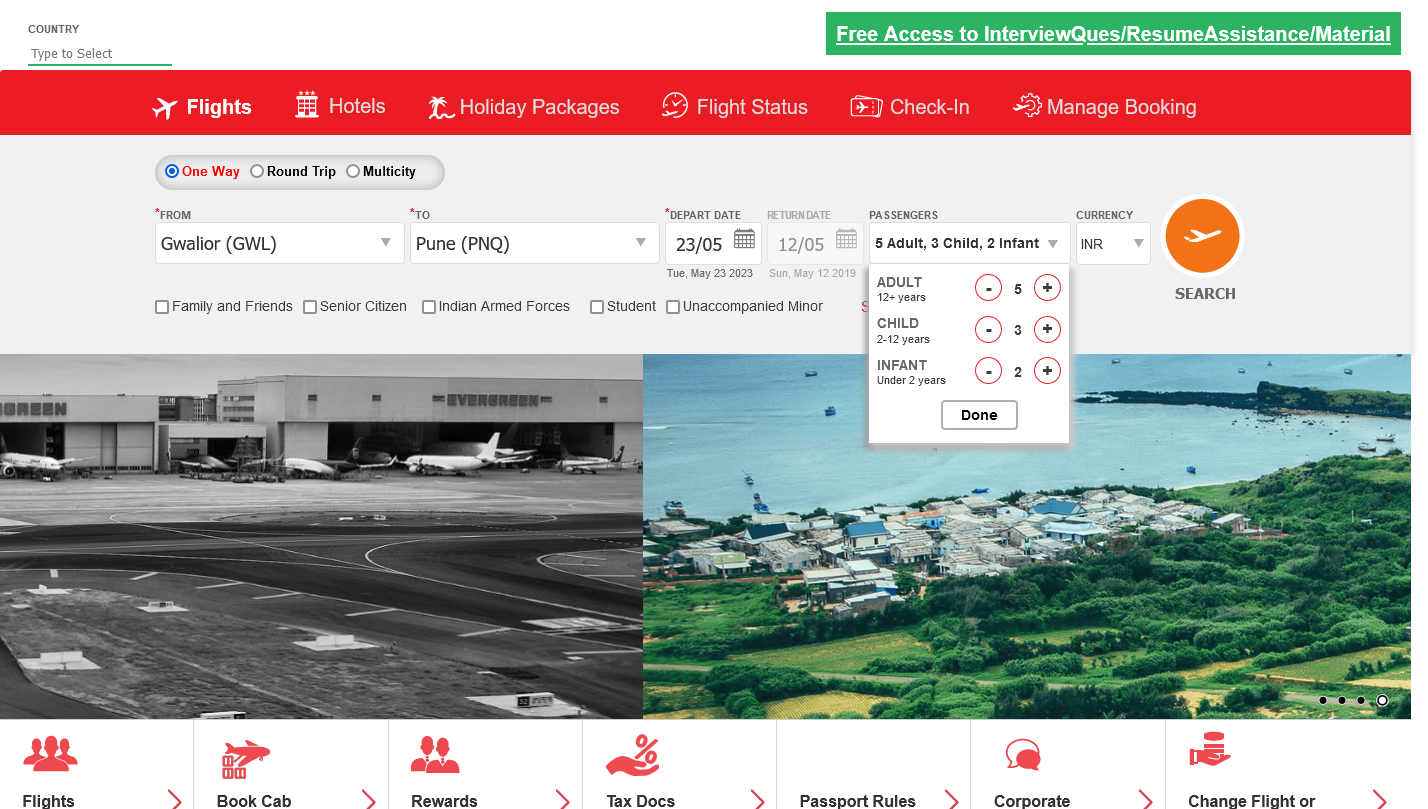 COUNTRY
Type to Select
Free Access to InterviewQues/ResumeAssistance/Material
Flights
Hotels
Holiday Packages
Flight Status
Check-In
Manage Booking
One Way
Round Trip
Multicity
*FROM
*TO
*DEPART DATE
RETURN DATE
PASSENGERS
CURRENCY
Gwalior (GWL)
Pune (PNQ)
23/05
12/05
5 Adult, 3 Child, 2 Infant
INR
Tue, May 23 2023
Sun, May 12 2019
SEARCH
Family and Friends
Senior Citizen
Indian Armed Forces
Student
Unaccompanied Minor
ADULT
12+ years
- 5 +
CHILD
2-12 years
- 3 +
INFANT
Under 2 years
- 2 +
Done
EVERGREEN
Flights
Book Cab
Rewards
Tax Docs
Passport Rules
Corporate
Change Flight or